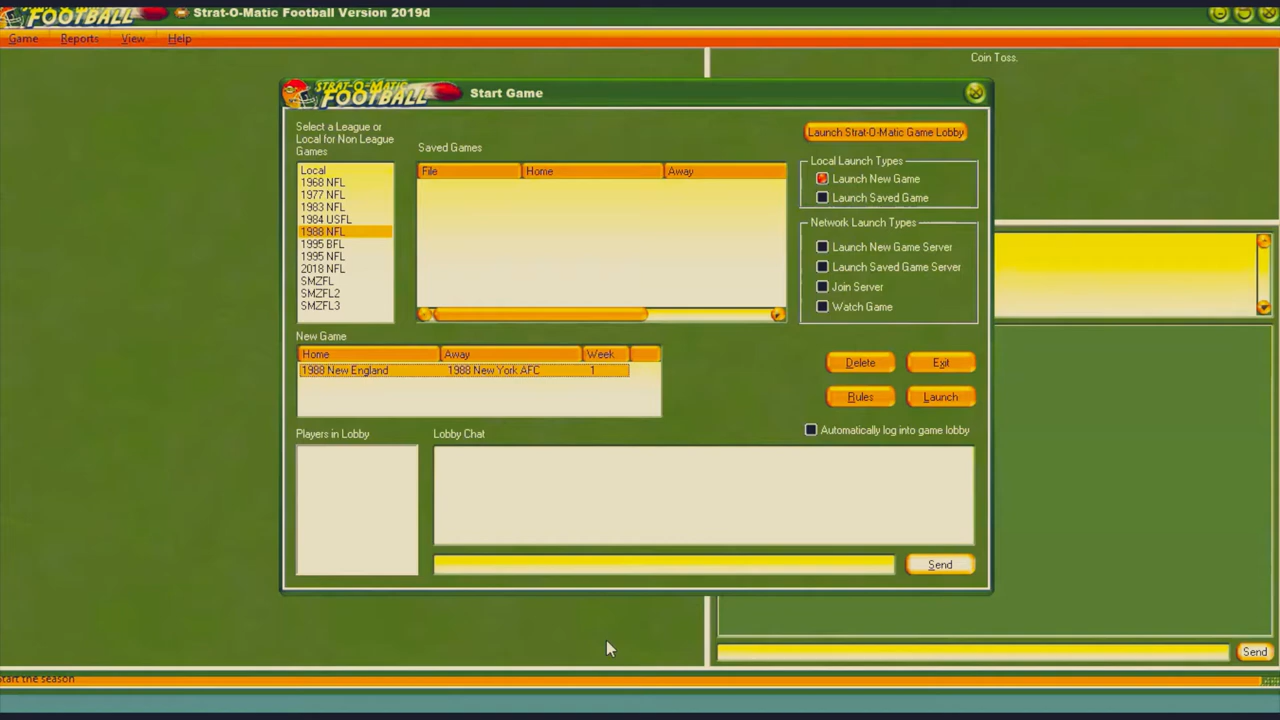 FOOTBALL
Strat-O-Matic Football Version 2019d
Game Reports View Help
Coin Toss.
STRAT-O-MATIC
FOOTBALL
Start Game
Select a League or
Local for Non League
Games
Local
1968 NFL
1977 NFL
1983 NFL
1984 USFL
1988 NFL
1995 BFL
1995 NFL
2018 NFL
SMZFL
SMZFL2
SMZFL3
Saved Games
File Home Away
Launch Strat-O-Matic Game Lobby
Local Launch Types
Launch New Game
Launch Saved Game
Network Launch Types
Launch New Game Server
Launch Saved Game Server
Join Server
Watch Game
New Game
Home Away Week
1988 New England 1988 New York AFC 1
Delete Exit
Rules Launch
Automatically log into game lobby
Players in Lobby
Lobby Chat
Send
Send
Start the season